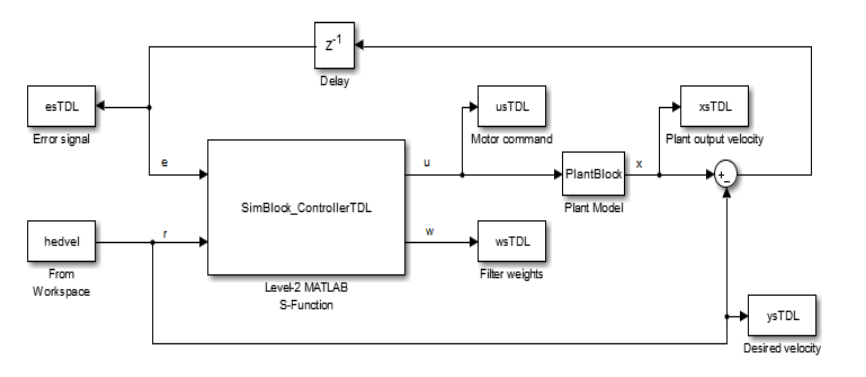 z-1
Delay
esTDL
Error signal
usTDL
Motor command
xsTDL
Plant output velocity
e
u
x
PlantBlock
Plant Model
+
-
SimBlock_ControllerTDL
hedvel
From
Workspace
r
w
wsTDL
Filter weights
Level-2 MATLAB
S-Function
ysTDL
Desired velocity